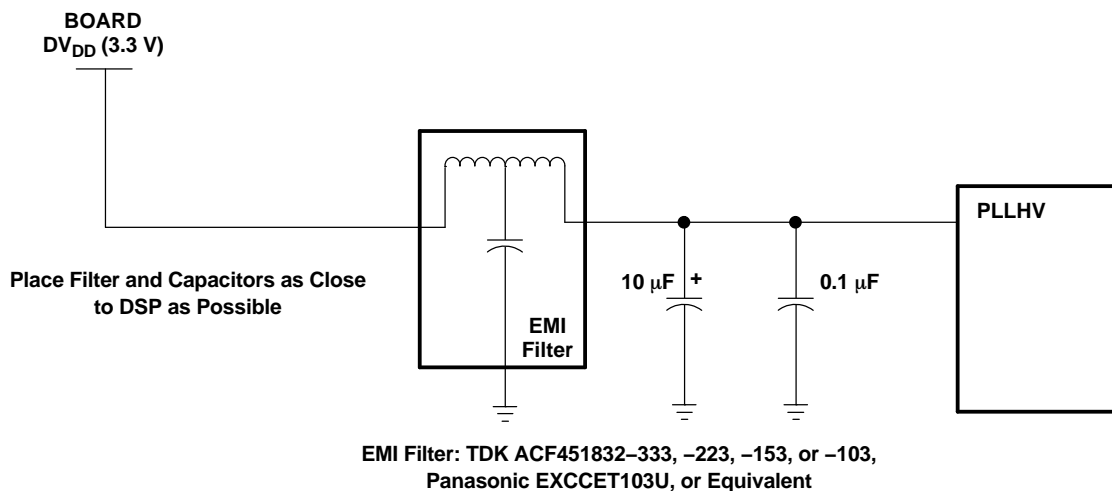 BOARD
DVDD (3.3 V)
PLLHV
Place Filter and Capacitors as Close
to DSP as Possible
10 μF +
0.1 μF
EMI
Filter
EMI Filter: TDK ACF451832–333, –223, –153, or –103,
Panasonic EXCCET103U, or Equivalent